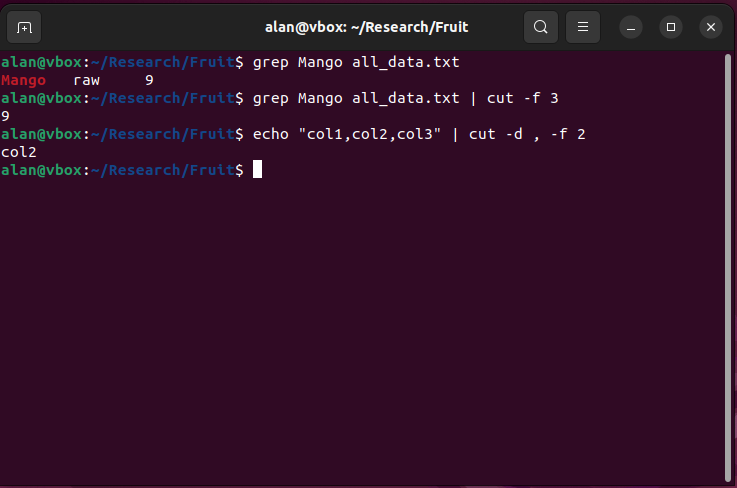 alan@vbox: ~/Research/Fruit
alan@vbox:~/Research/Fruit$ grep Mango all_data.txt
Mango   raw     9
alan@vbox:~/Research/Fruit$ grep Mango all_data.txt | cut -f 3
9
alan@vbox:~/Research/Fruit$ echo "col1,col2,col3" | cut -d , -f 2
col2
alan@vbox:~/Research/Fruit$